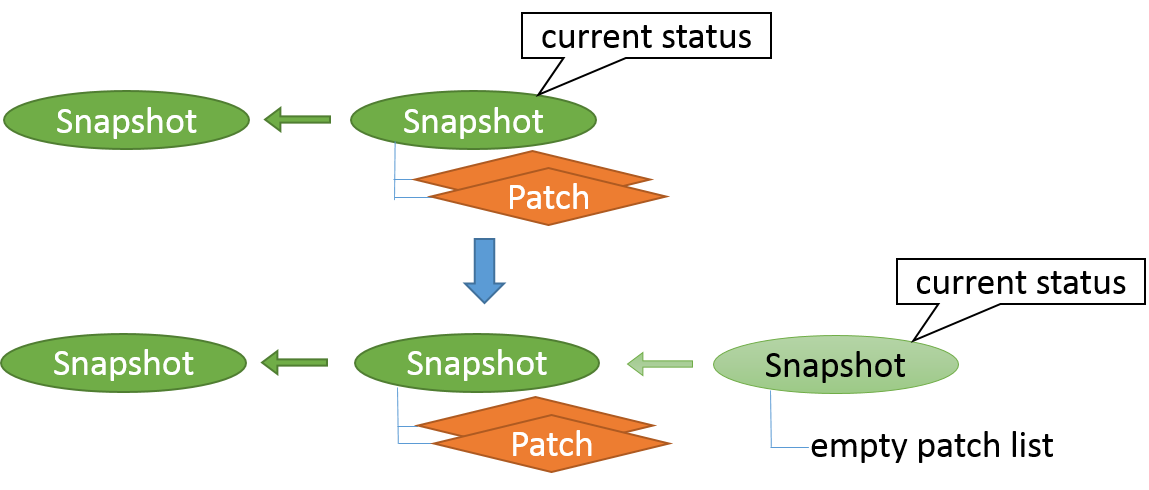 current status
Snapshot
Snapshot
Patch
current status
Snapshot
Snapshot
Snapshot
Patch
empty patch list